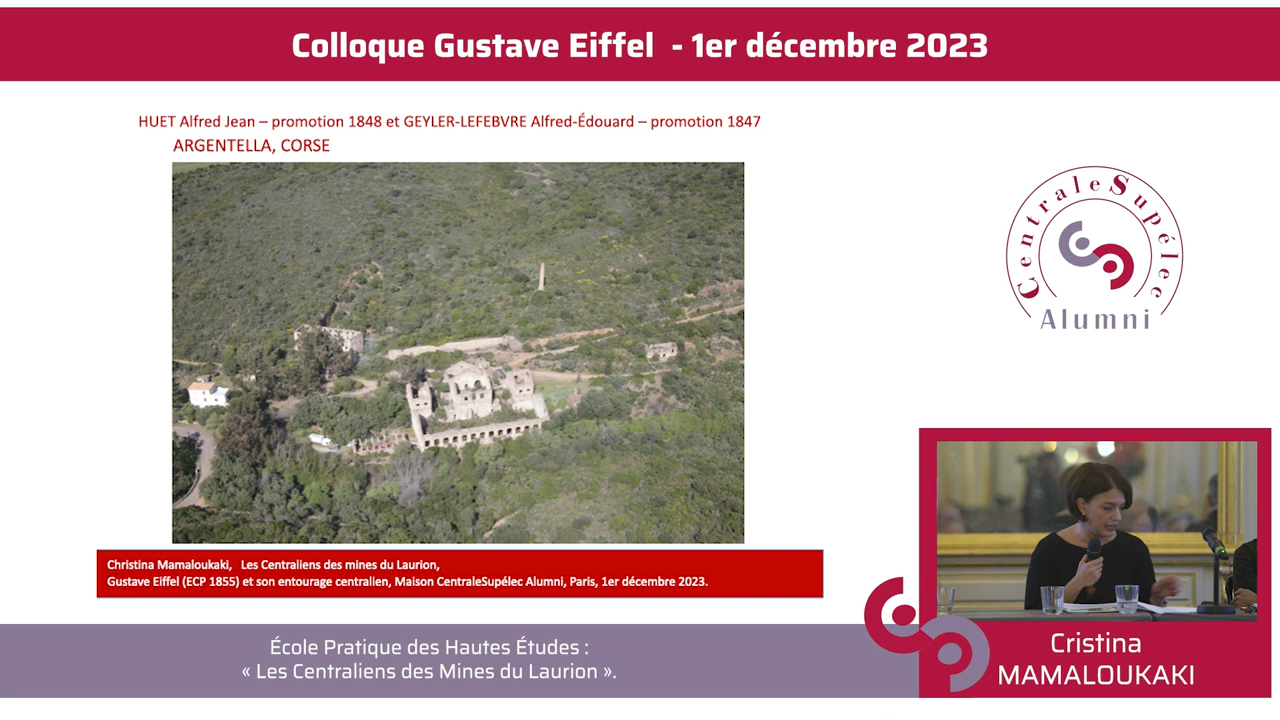 Colloque Gustave Eiffel - 1er décembre 2023
HUET Alfred Jean – promotion 1848 et GEYLER-LEFEBVRE Alfred-Édouard – promotion 1847
ARGENTELLA, CORSE
CentraleSupélec
Alumni
Christina Mamaloukaki, Les Centraliens des mines du Laurion,
Gustave Eiffel (ECP 1855) et son entourage centralien, Maison CentraleSupélec Alumni, Paris, 1er décembre 2023.
École Pratique des Hautes Études :
« Les Centraliens des Mines du Laurion ».
Cristina
MAMALOUKAKI